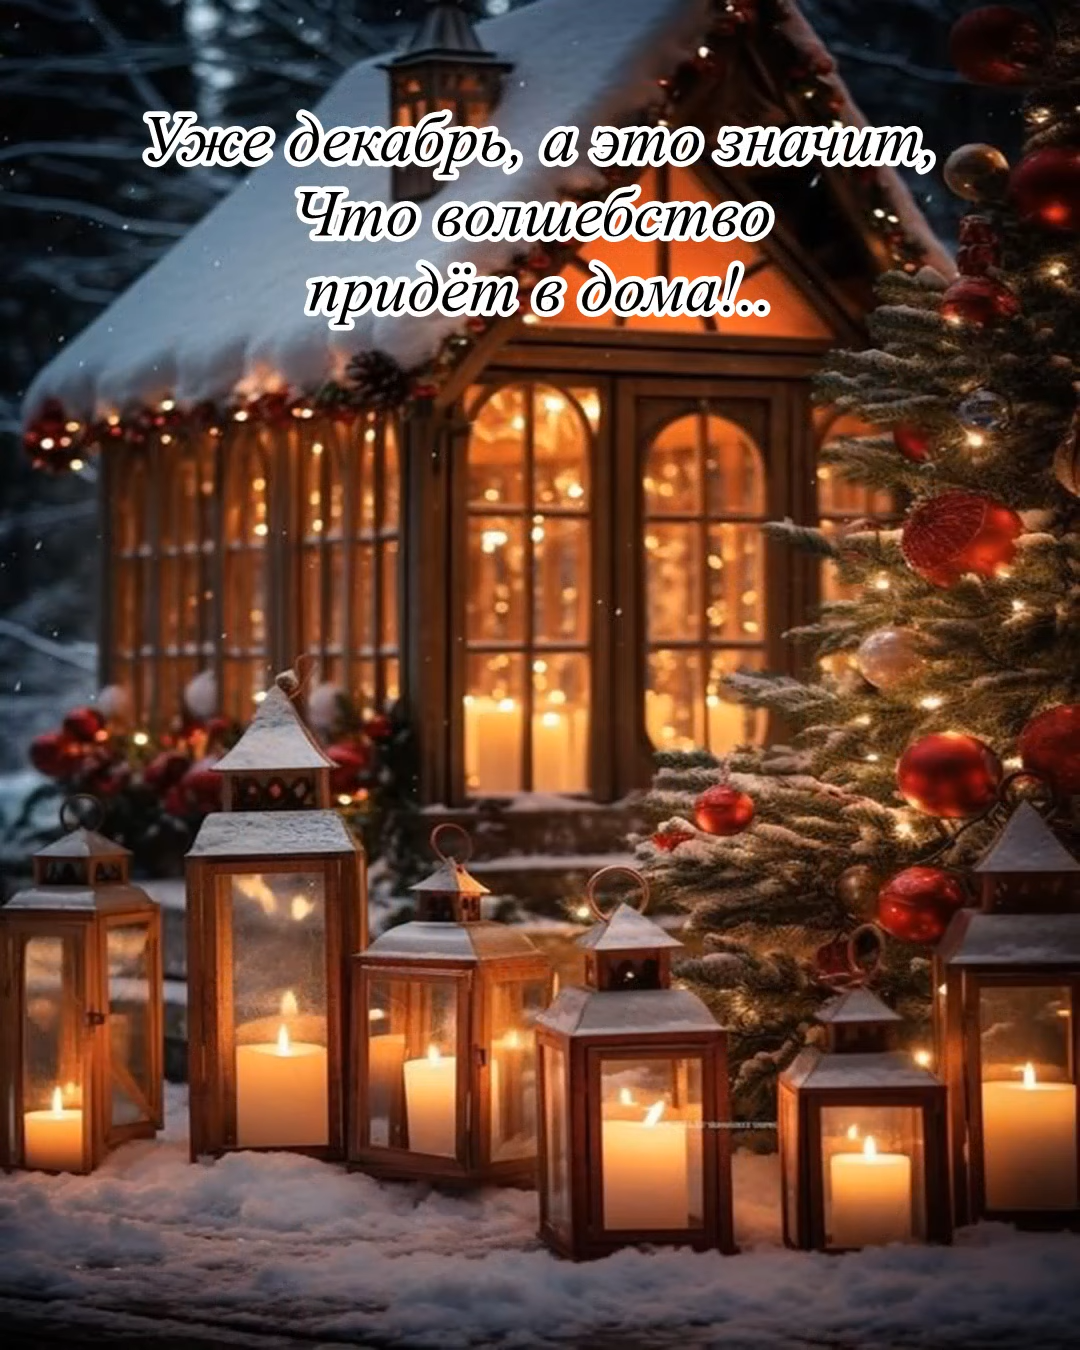 Уже декабрь, а это значит,
Что волшебство
придёт в дома!..